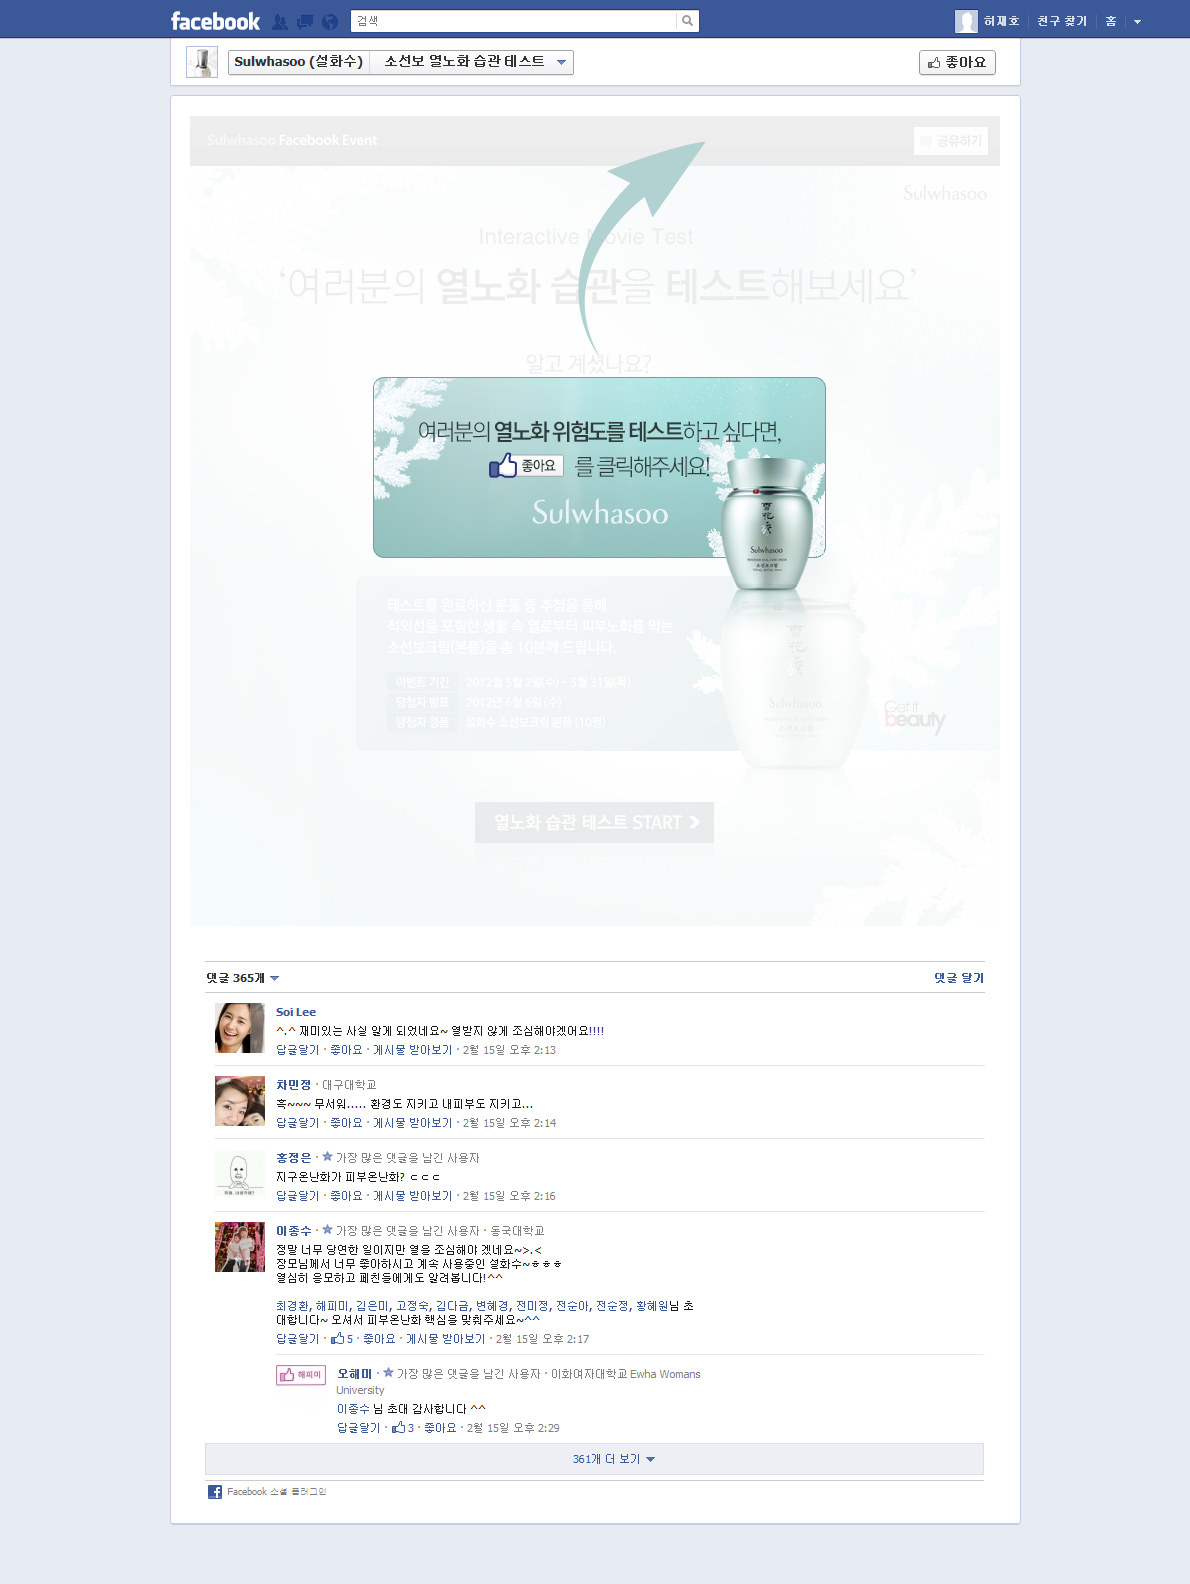 facebook
검색
허재호
친구 찾기
홈
Sulwhasoo (설화수)
소선보 열노화 습관 테스트
좋아요
Sulwhasoo Facebook Event
공유하기
Sulwhasoo
Interactive Movie Test
‘여러분의 열노화 습관을 테스트해보세요’
알고 계셨나요?
여러분의 열노화 위험도를 테스트하고 싶다면,
좋아요 를 클릭해주세요!
Sulwhasoo
Sulwhasoo
소선보크림
테스트를 완료하신 분들 중 추첨을 통해
적외선을 포함한 생활 속 열로부터 피부노화를 막는
소선보크림(본품)을 총 10분께 드립니다.
이벤트 기간 2012년 5월 2일(수) ~ 5월 31일(목)
당첨자 발표 2012년 6월 6일 (수)
당첨자 경품 설화수 소선보크림 본품 (10명)
Sulwhasoo
Get it
beauty
열노화 습관 테스트 START
댓글 365개
댓글 달기
Soi Lee
^.^ 재미있는 사실 알게 되었네요~ 열받지 않게 조심해야겠어요!!!!
답글달기 · 좋아요 · 게시물 받아보기 · 2월 15일 오후 2:13
차민정 · 대구대학교
흑~~~ 무서워..... 환경도 지키고 내피부도 지키고...
답글달기 · 좋아요 · 게시물 받아보기 · 2월 15일 오후 2:14
홍정은 · 가장 많은 댓글을 남긴 사용자
지구온난화가 피부온난화? ㄷㄷㄷ
답글달기 · 좋아요 · 게시물 받아보기 · 2월 15일 오후 2:16
이종수 · 가장 많은 댓글을 남긴 사용자 · 동국대학교
정말 너무 당연한 일이지만 열을 조심해야 겠네요~>.<
장모님께서 너무 좋아하시고 계속 사용중인 설화수~ㅎㅎㅎ
열심히 응모하고 페친들에게도 알려봅니다!^^
최경환, 해피미, 김은미, 고정숙, 김다금, 변혜경, 전미정, 전순아, 전순정, 황혜원님 초
대합니다~ 오셔서 피부온난화 핵심을 맞춰주세요~^^
답글달기 · 5 · 좋아요 · 게시물 받아보기 · 2월 15일 오후 2:17
해피미
오혜미 · 가장 많은 댓글을 남긴 사용자 · 이화여자대학교 Ewha Womans
University
이종수 님 초대 감사합니다 ^^
답글달기 · 3 · 좋아요 · 2월 15일 오후 2:29
361개 더 보기
Facebook 소셜 플러그인